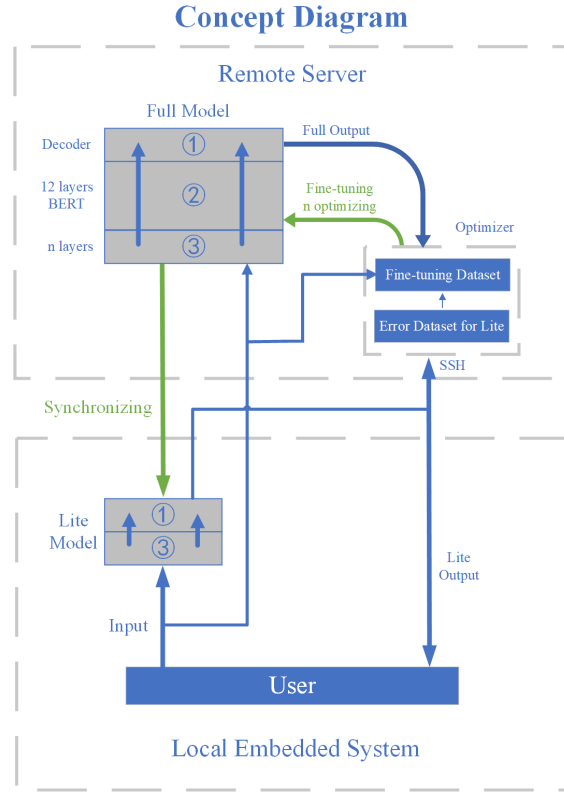 Concept Diagram
Remote Server
Full Model
Decoder
①
Full Output
12 layers
BERT
②
Fine-tuning
n optimizing
n layers
③
Optimizer
Fine-tuning Dataset
Error Dataset for Lite
SSH
Synchronizing
Lite
Model
①
③
Lite
Output
Input
User
Local Embedded System